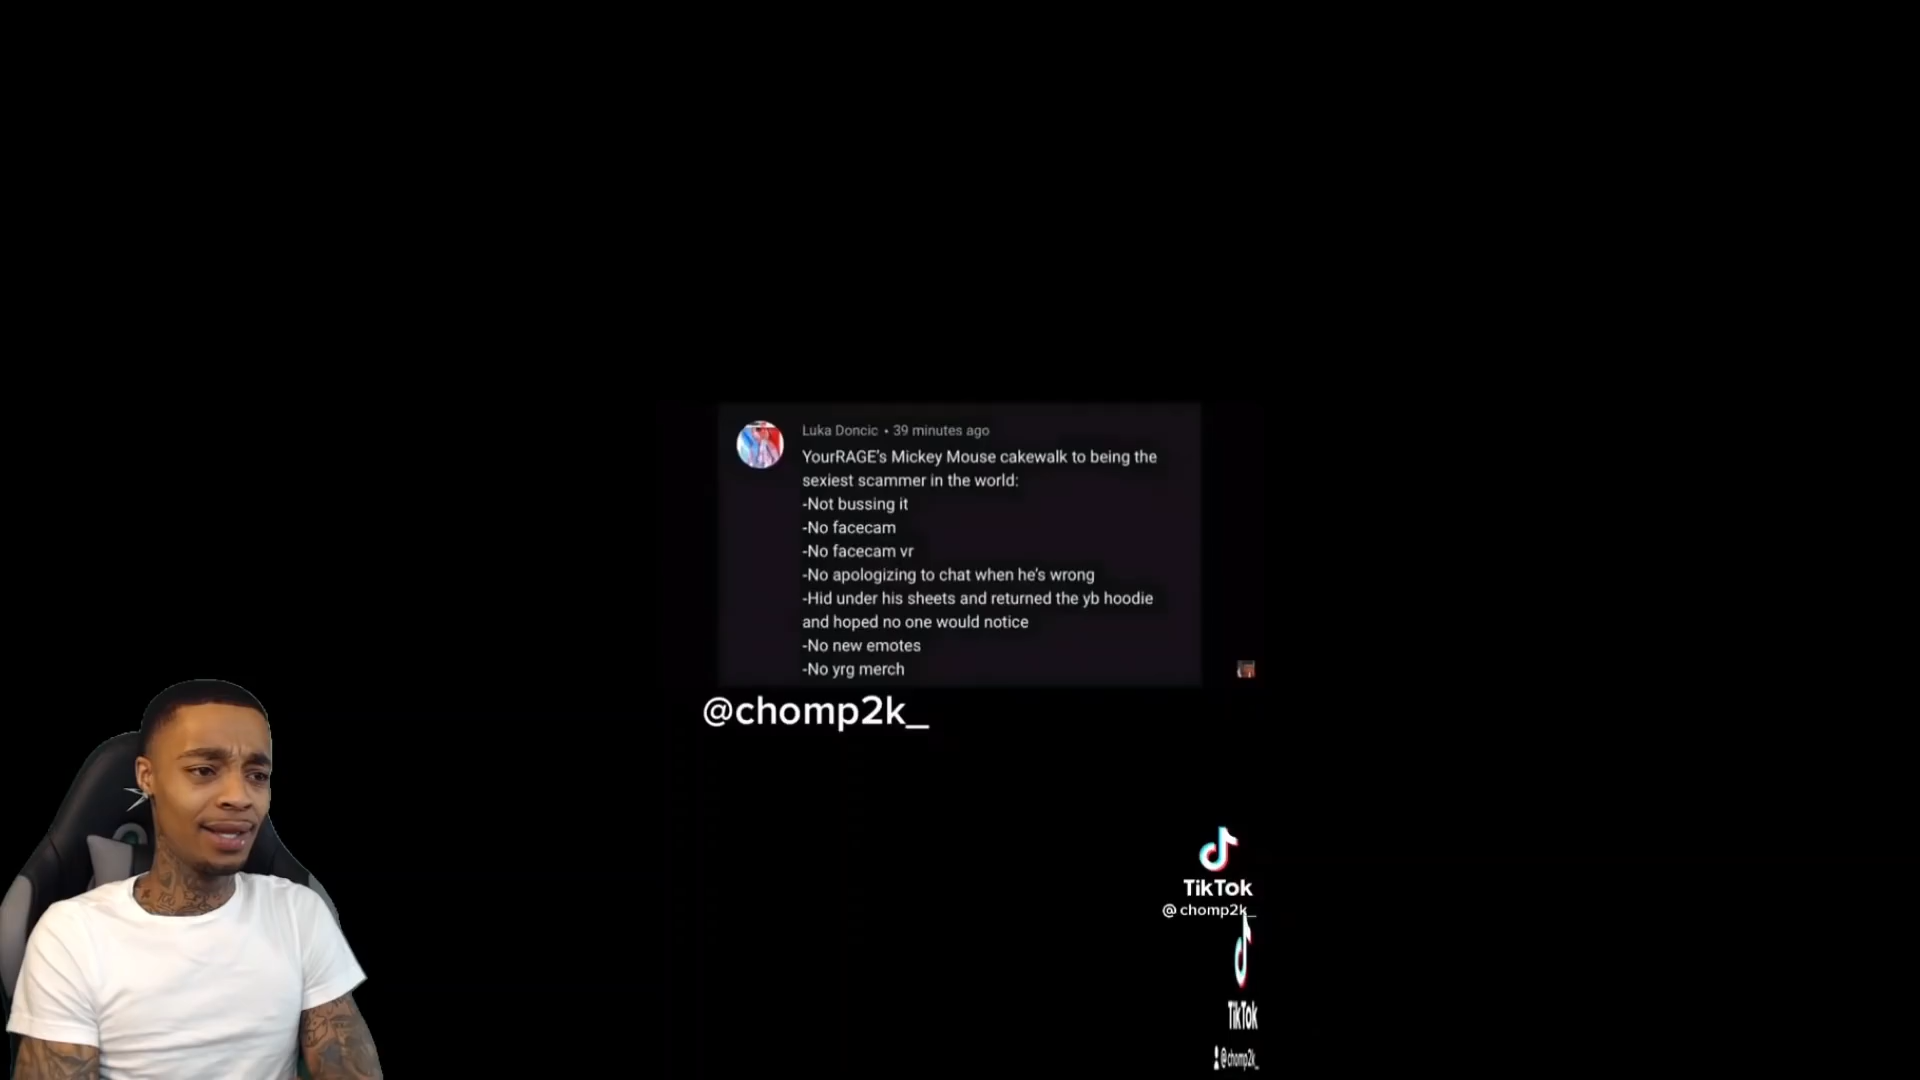 Luka Doncic • 39 minutes ago
YourRAGE's Mickey Mouse cakewalk to being the
sexiest scammer in the world:
-Not bussing it
-No facecam
-No facecam vr
-No apologizing to chat when he's wrong
-Hid under his sheets and returned the yb hoodie
and hoped no one would notice
-No new emotes
-No yrg merch
@chomp2k_
TikTok
@chomp2k_
TikTok
@chomp2k_